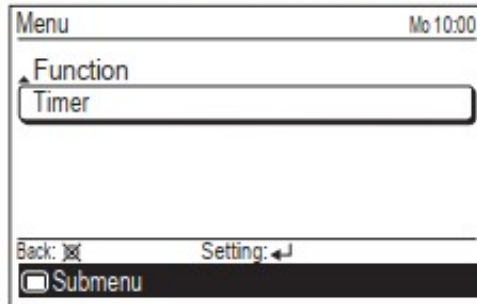 Menu Mo 10:00
Function
Timer
Back: Setting:
Submenu